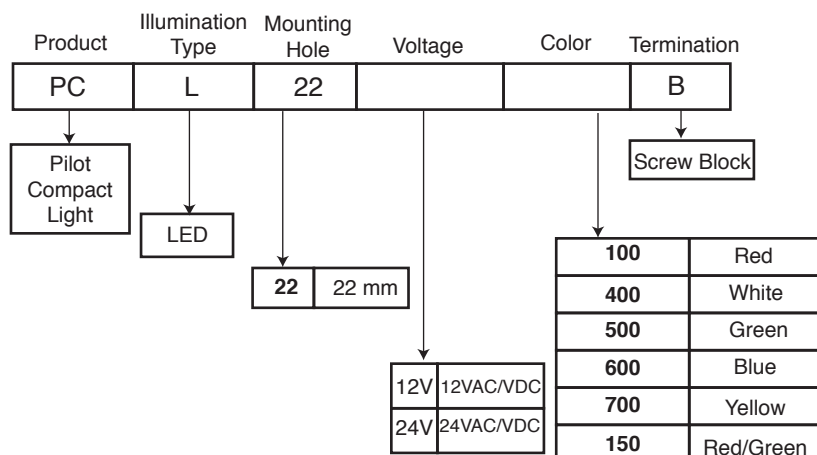 Product
Illumination
Type
Mounting
Hole
Voltage
Color
Termination
PC
L
22
B
Pilot
Compact
Light
LED
22 22 mm
Screw Block
12V 12VAC/VDC
24V 24VAC/VDC
100 Red
400 White
500 Green
600 Blue
700 Yellow
150 Red/Green